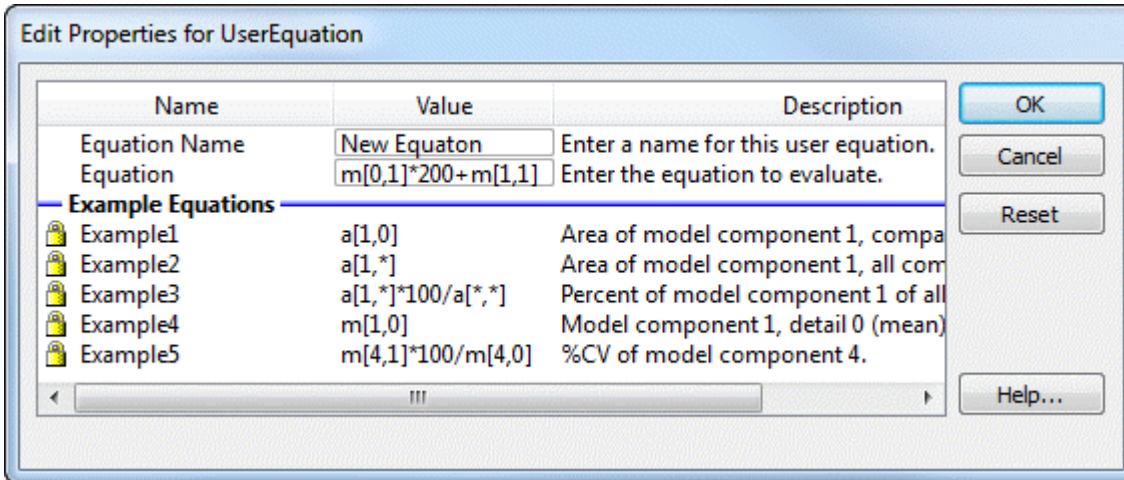 Edit Properties for UserEquation
Name Value Description
Equation Name New Equaton Enter a name for this user equation.
Equation m[0,1]*200+m[1,1] Enter the equation to evaluate.
Example Equations
Example1 a[1,0] Area of model component 1, compa
Example2 a[1,*] Area of model component 1, all com
Example3 a[1,*]*100/a[*,*] Percent of model component 1 of all
Example4 m[1,0] Model component 1, detail 0 (mean)
Example5 m[4,1]*100/m[4,0] %CV of model component 4.
OK
Cancel
Reset
Help...